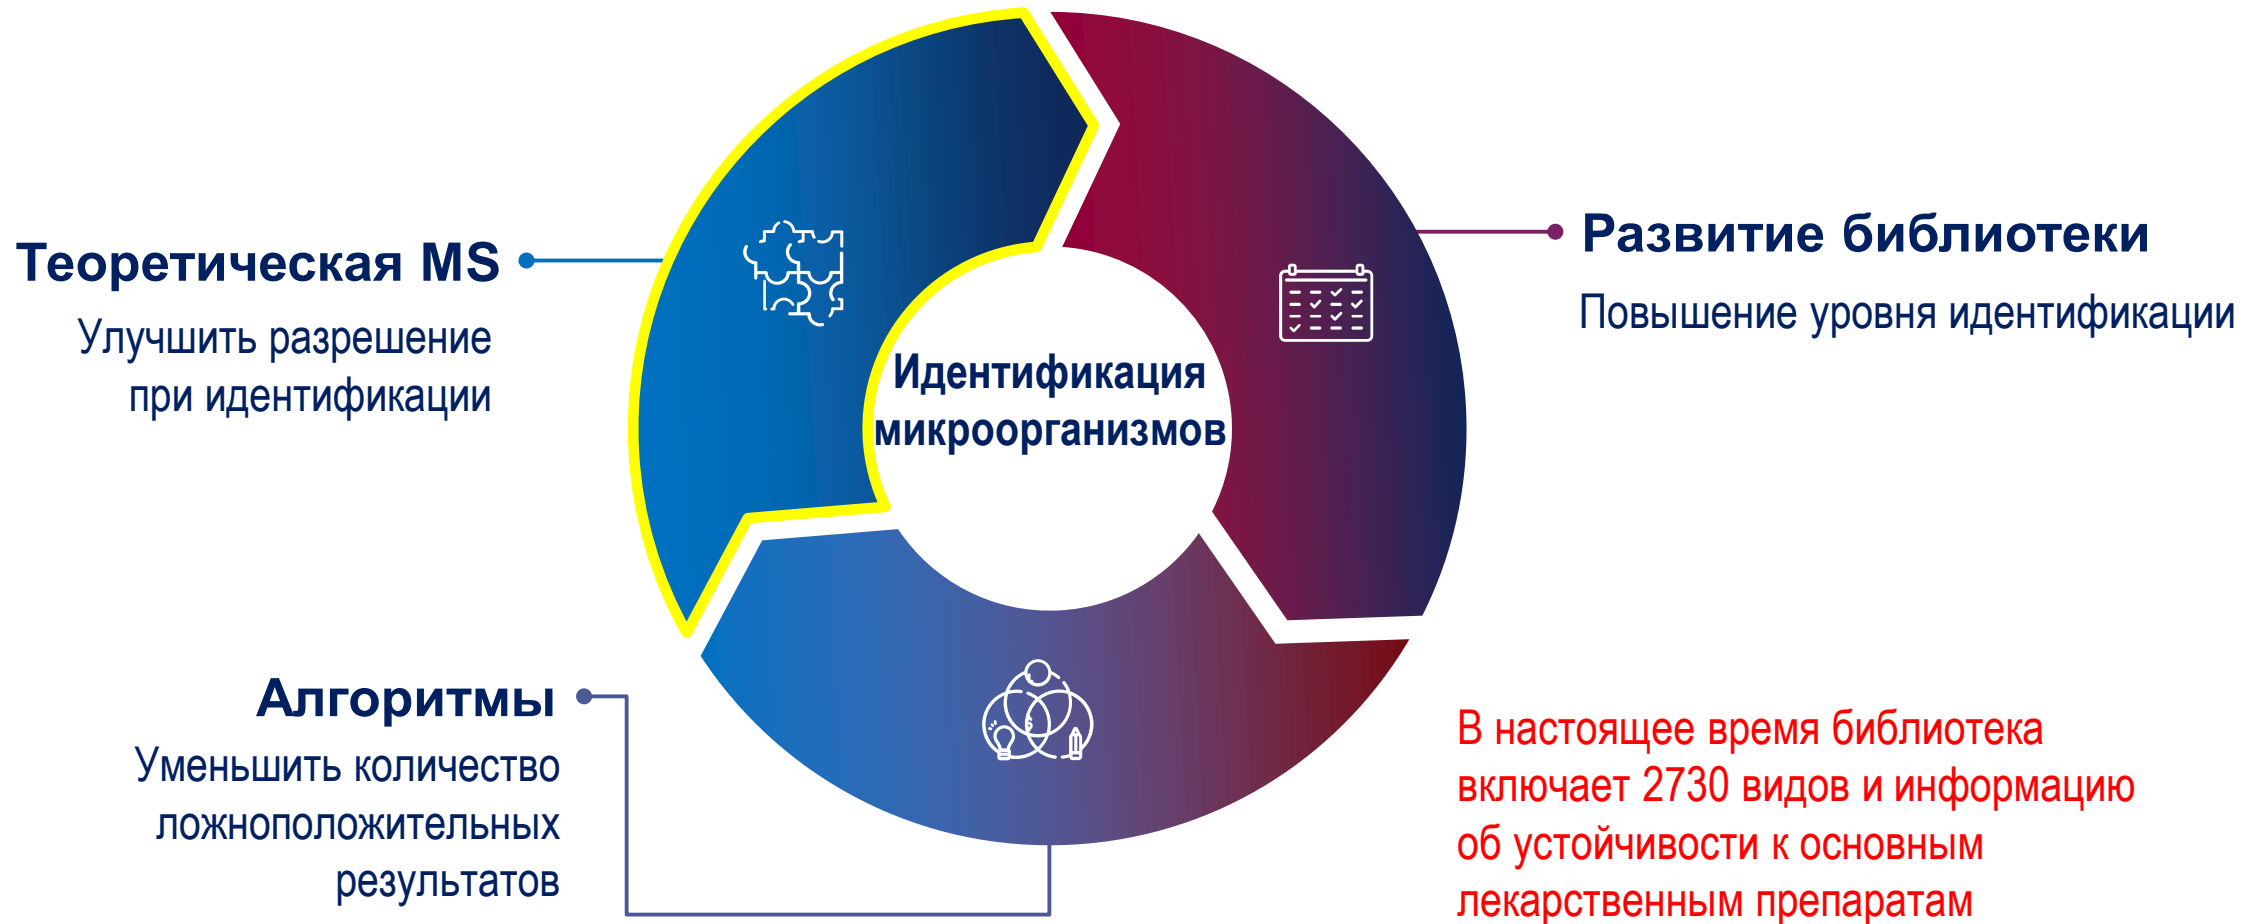 Теоретическая MS
Улучшить разрешение
при идентификации
Развитие библиотеки
Повышение уровня идентификации
Идентификация
микроорганизмов
Алгоритмы
Уменьшить количество
ложноположительных
результатов
В настоящее время библиотека
включает 2730 видов и информацию
об устойчивости к основным
лекарственным препаратам